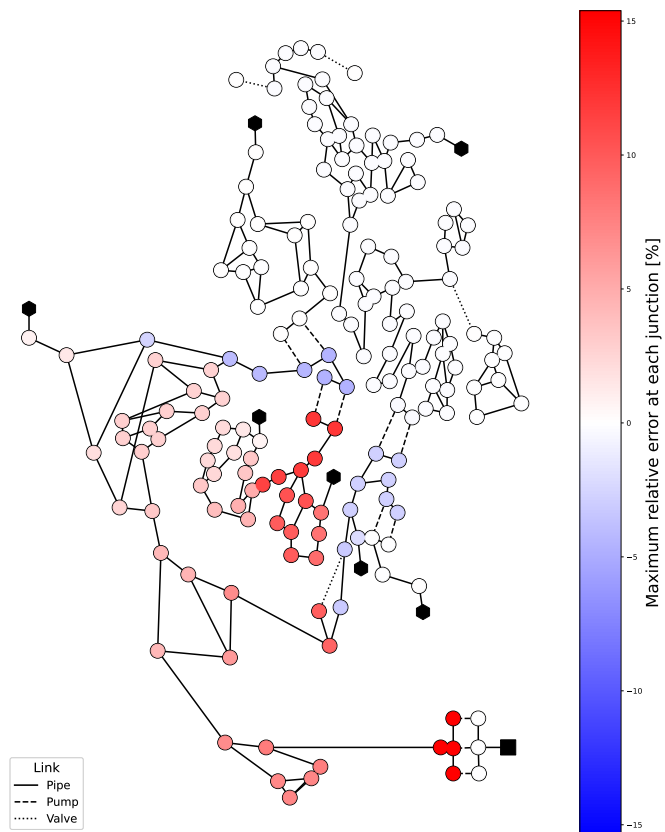 15
10
5
0
−5
−10
−15
Maximum relative error at each junction [%]
Link
Pipe
Pump
Valve